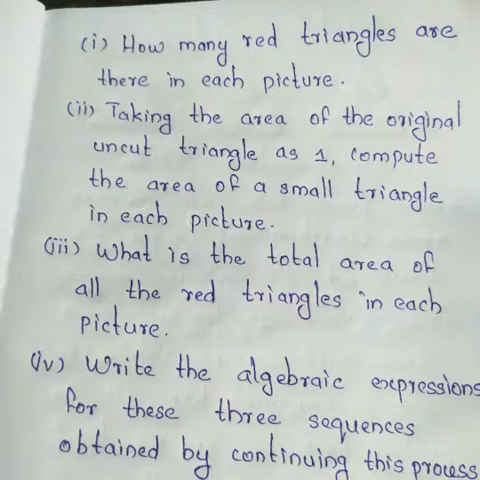 (i) How many red triangles are
there in each picture.
(ii) Taking the area of the original
uncut triangle as 1, compute
the area of a small triangle
in each picture.
(iii) What is the total area of
all the red triangles in each
picture.
(iv) Write the algebraic expressions
for these three sequences
obtained by continuing this process